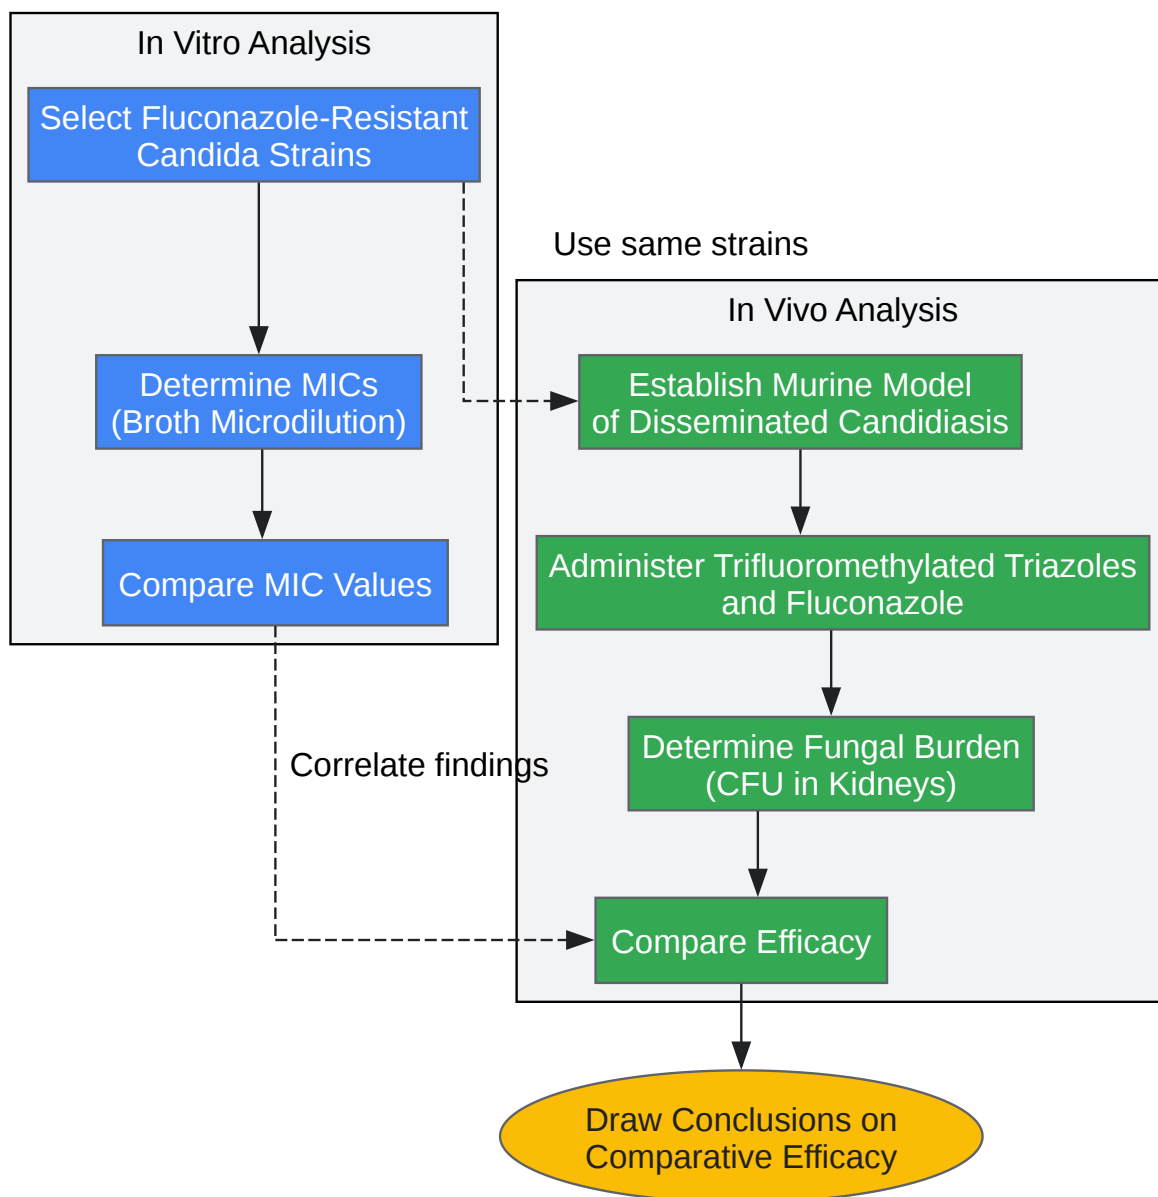 In Vitro Analysis
Select Fluconazole-Resistant
Candida Strains
Use same strains
In Vivo Analysis
Determine MICs
(Broth Microdilution)
Establish Murine Model
of Disseminated Candidiasis
Compare MIC Values
Administer Trifluoromethylated Triazoles
and Fluconazole
Correlate findings
Determine Fungal Burden
(CFU in Kidneys)
Compare Efficacy
Draw Conclusions on
Comparative Efficacy